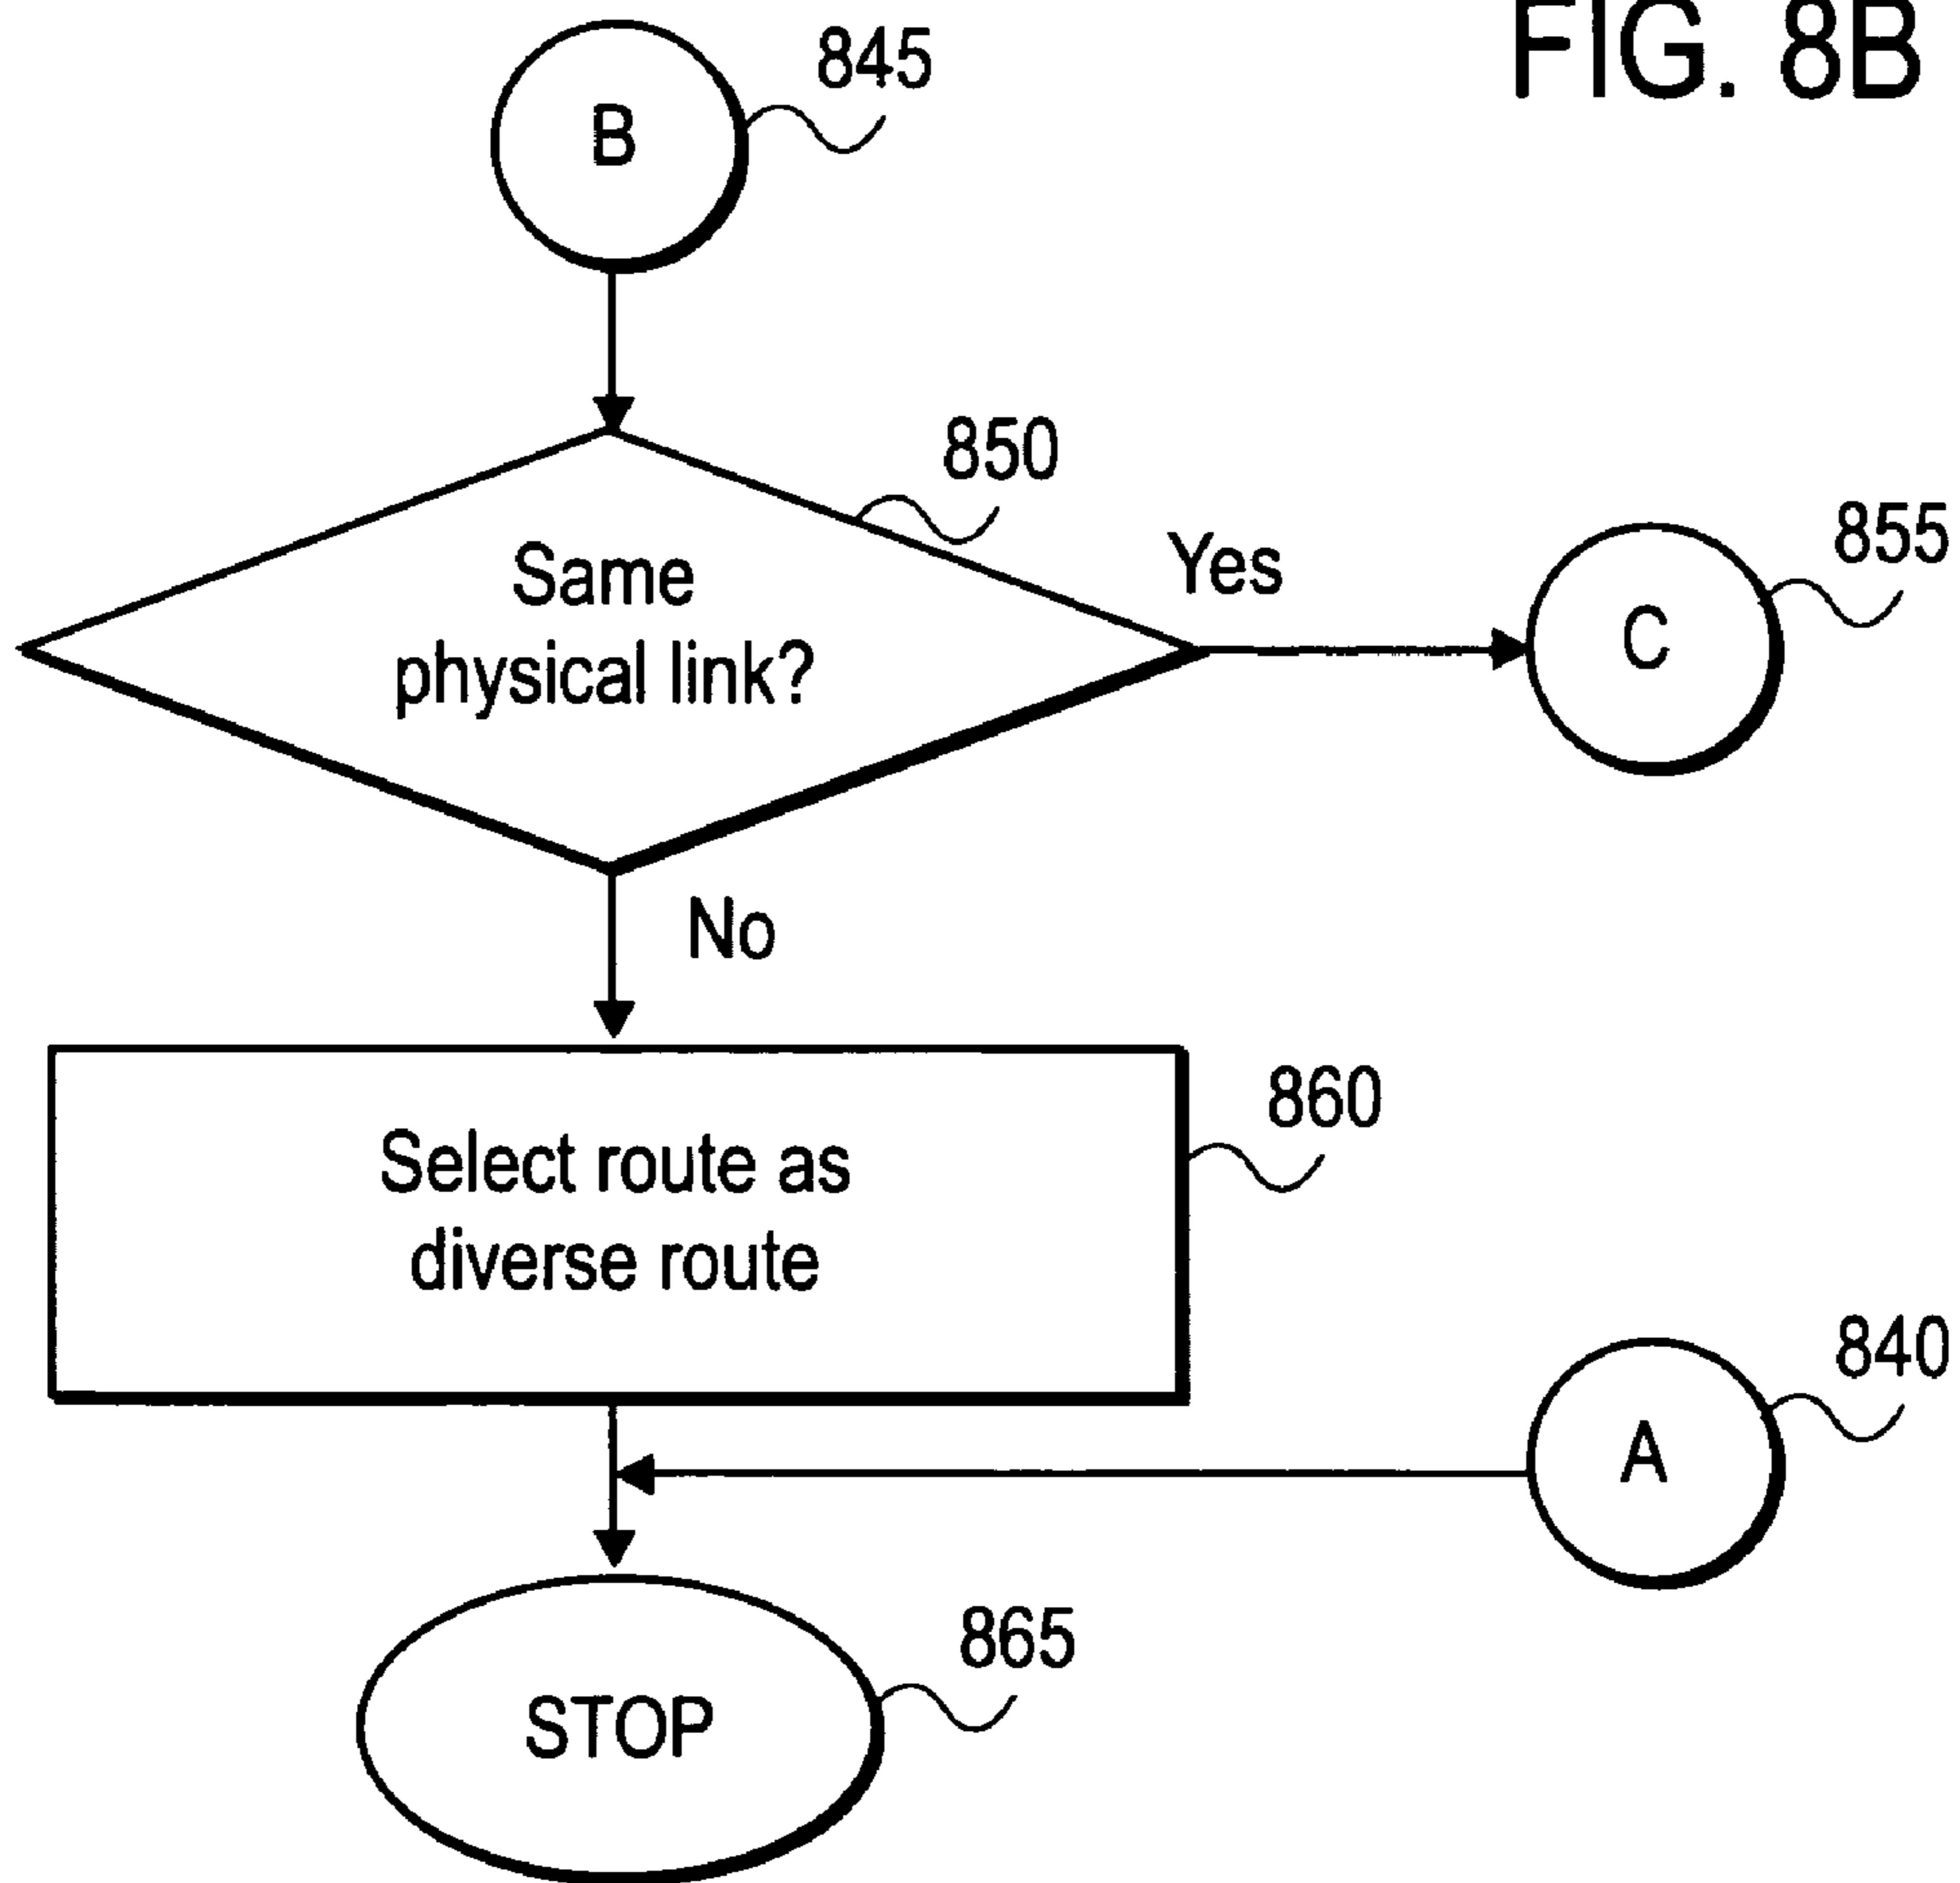 FIG. 8B
845
B
850
Same
physical link?
Yes
855
C
No
860
Select route as
diverse route
840
A
865
STOP